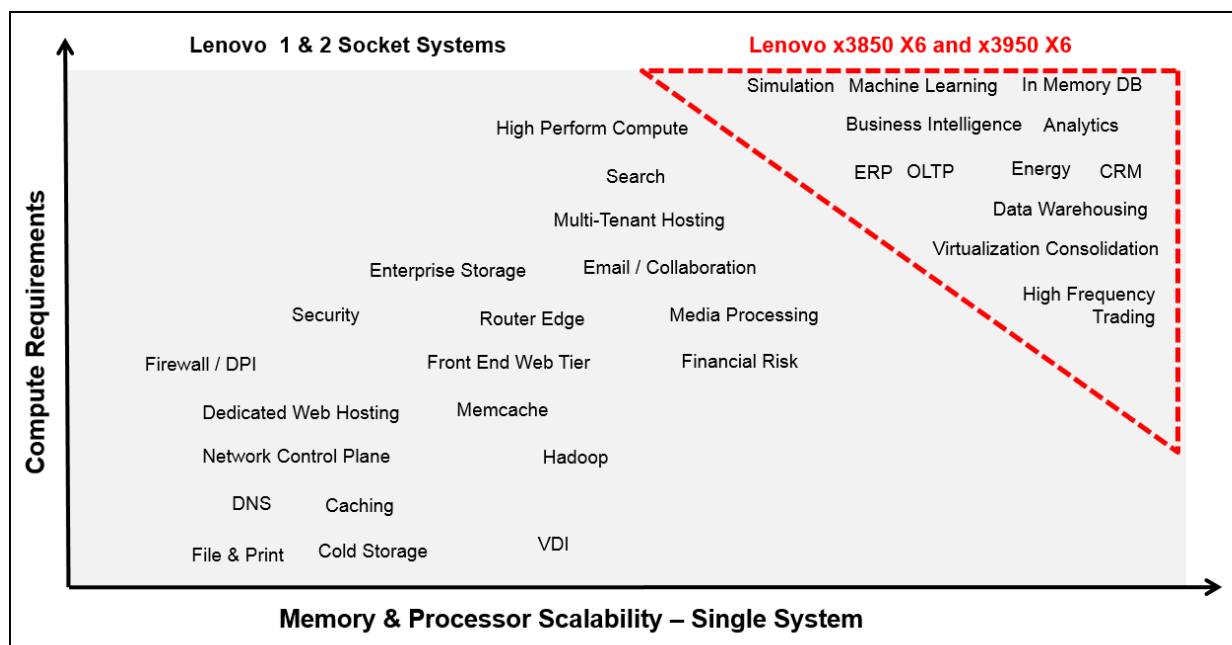 Lenovo 1 & 2 Socket Systems
Lenovo x3850 X6 and x3950 X6
Compute Requirements
Simulation
Machine Learning
In Memory DB
High Perform Compute
Business Intelligence
Analytics
Search
ERP
OLTP
Energy
CRM
Multi-Tenant Hosting
Data Warehousing
Virtualization Consolidation
Enterprise Storage
Email / Collaboration
High Frequency
Trading
Security
Router Edge
Media Processing
Firewall / DPI
Front End Web Tier
Financial Risk
Dedicated Web Hosting
Memcache
Network Control Plane
Hadoop
DNS
Caching
File & Print
Cold Storage
VDI
Memory & Processor Scalability – Single System